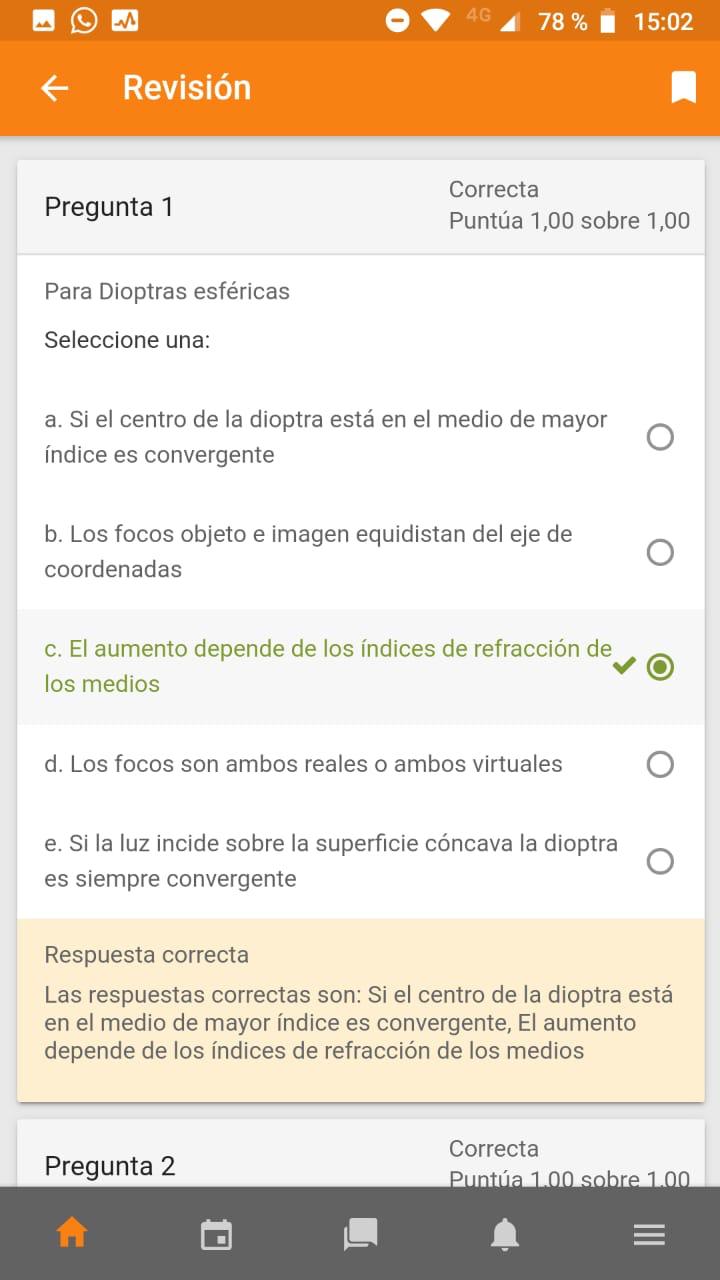 4G 78 % 15:02
Revisión
Pregunta 1
Correcta
Puntúa 1,00 sobre 1,00
Para Dioptras esféricas
Seleccione una:
a. Si el centro de la dioptra está en el medio de mayor
índice es convergente
b. Los focos objeto e imagen equidistan del eje de
coordenadas
c. El aumento depende de los índices de refracción de
los medios
d. Los focos son ambos reales o ambos virtuales
e. Si la luz incide sobre la superficie cóncava la dioptra
es siempre convergente
Respuesta correcta
Las respuestas correctas son: Si el centro de la dioptra está
en el medio de mayor índice es convergente, El aumento
depende de los índices de refracción de los medios
Pregunta 2
Correcta
Puntúa 1,00 sobre 1,00